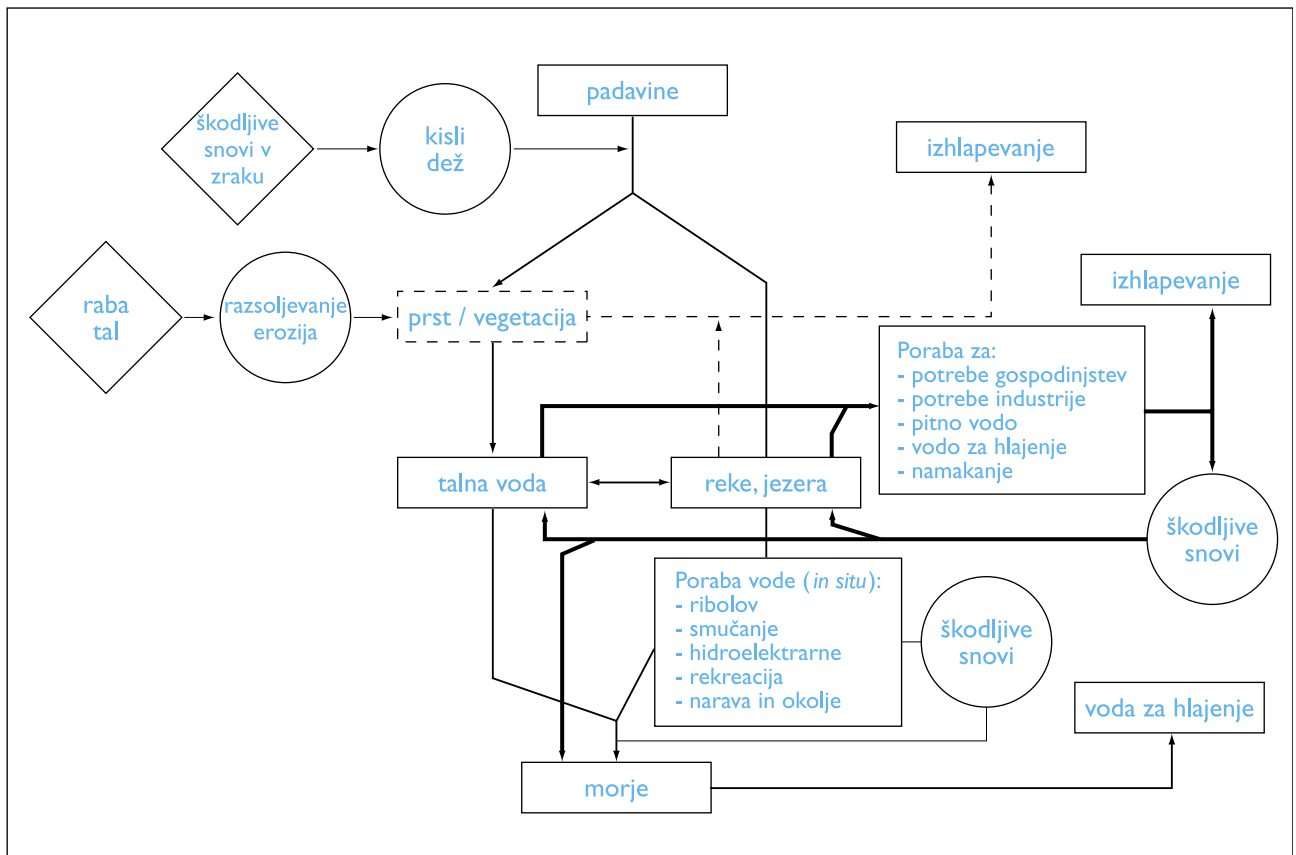 padavine
škodljive
snovi v
zraku
kisli
dež
izhlapevanje
raba
tal
razsoljevanje
erozija
prst / vegetacija
izhlapevanje
Poraba za:
- potrebe gospodinjstev
- potrebe industrije
- pitno vodo
- vodo za hlajenje
- namakanje
talna voda
reke, jezera
škodljive
snovi
Poraba vode (in situ):
- ribolov
- smučanje
- hidroelektrarne
- rekreacija
- narava in okolje
škodljive
snovi
voda za hlajenje
morje